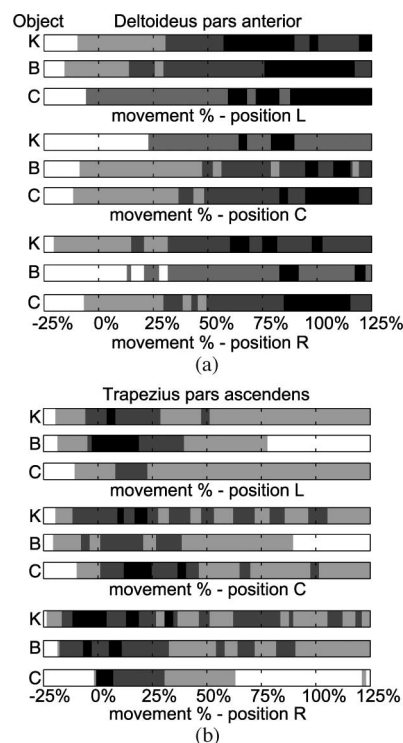 Object Deltoideus pars anterior
K
B
C
movement % - position L
K
B
C
movement % - position C
K
B
C
-25% 0% 25% 50% 75% 100% 125%
movement % - position R
(a)
Trapezius pars ascendens
K
B
C
movement % - position L
K
B
C
movement % - position C
K
B
C
-25% 0% 25% 50% 75% 100% 125%
movement % - position R
(b)